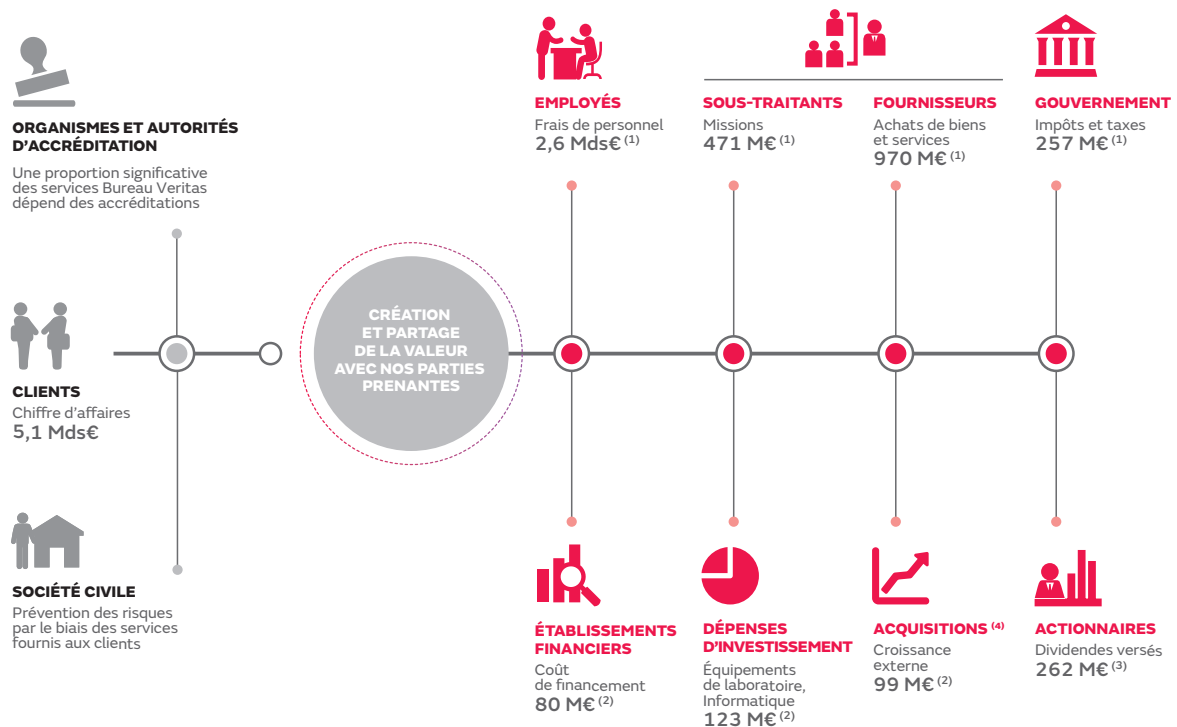 ORGANISMES ET AUTORITÉS
D'ACCRÉDITATION
Une proportion significative
des services Bureau Veritas
dépend des accréditations
CLIENTS
Chiffre d'affaires
5,1 Mds€
SOCIÉTÉ CIVILE
Prévention des risques
par le biais des services
fournis aux clients
CRÉATION
ET PARTAGE
DE LA VALEUR
AVEC NOS PARTIES
PRENANTES
EMPLOYÉS
Frais de personnel
2,6 Mds€ (1)
SOUS-TRAITANTS
Missions
471 M€ (1)
FOURNISSEURS
Achats de biens
et services
970 M€ (1)
GOUVERNEMENT
Impôts et taxes
257 M€ (1)
ÉTABLISSEMENTS
FINANCIERS
Coût
de financement
80 M€ (2)
DÉPENSES
D'INVESTISSEMENT
Équipements
de laboratoire,
Informatique
123 M€ (2)
ACQUISITIONS (4)
Croissance
externe
99 M€ (2)
ACTIONNAIRES
Dividendes versés
262 M€ (3)